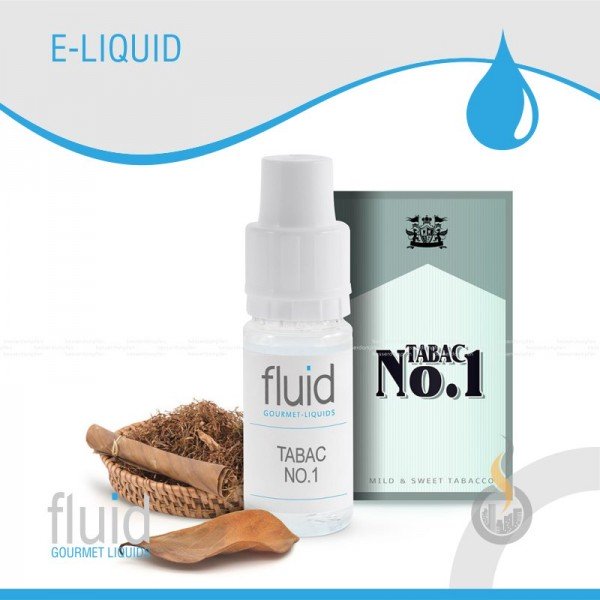 E-LIQUID
TABAC
No.1
fluid
GOURMET-LIQUIDS
TABAC
NO.1
MILD & SWEET TABACCO
fluid
GOURMET LIQUIDS